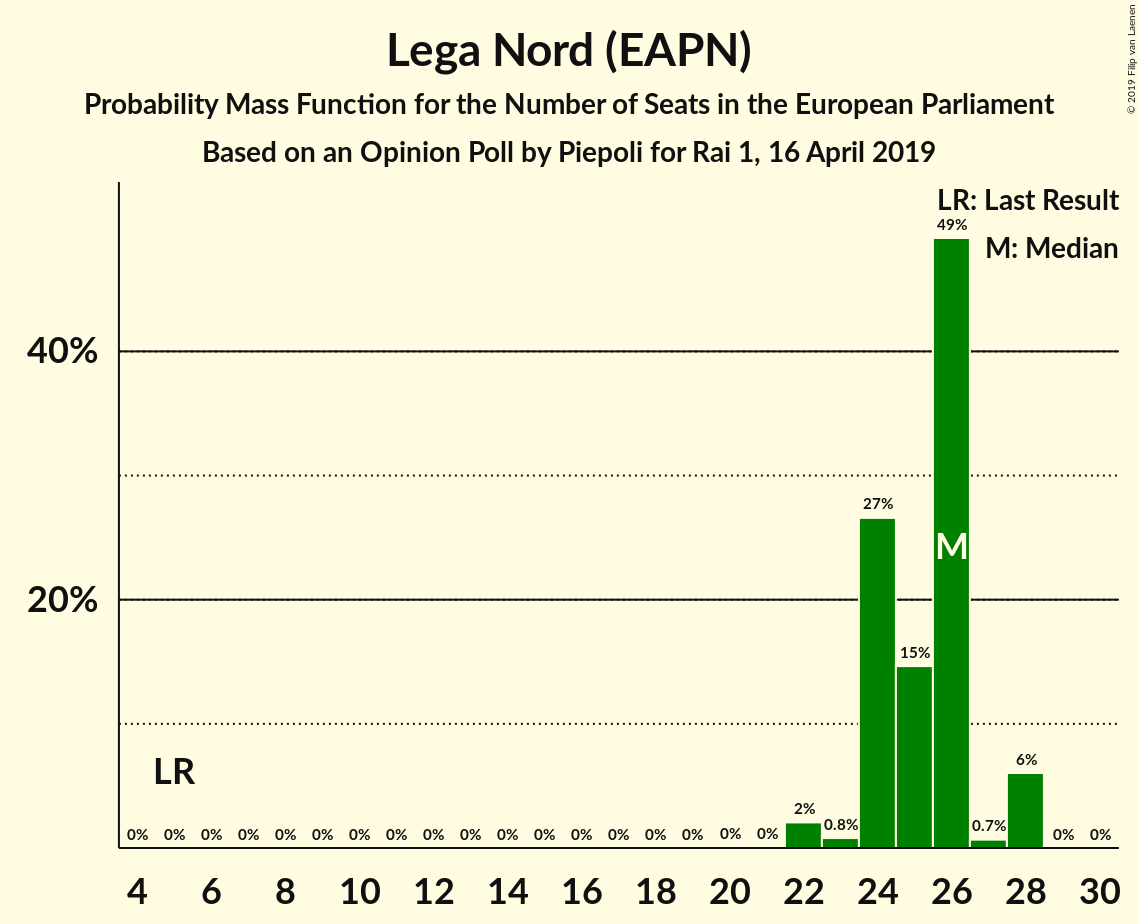 Lega Nord (EAPN)
Probability Mass Function for the Number of Seats in the European Parliament
Based on an Opinion Poll by Piepoli for Rai 1, 16 April 2019
© 2019 Filip van Laenen
LR: Last Result
M: Median
49%
40%
27%
M
20%
15%
LR
6%
2%
0.8%
0.7%
0% 0% 0% 0% 0% 0% 0% 0% 0% 0% 0% 0% 0% 0% 0% 0% 0% 0% 0% 0%
4 6 8 10 12 14 16 18 20 22 24 26 28 30